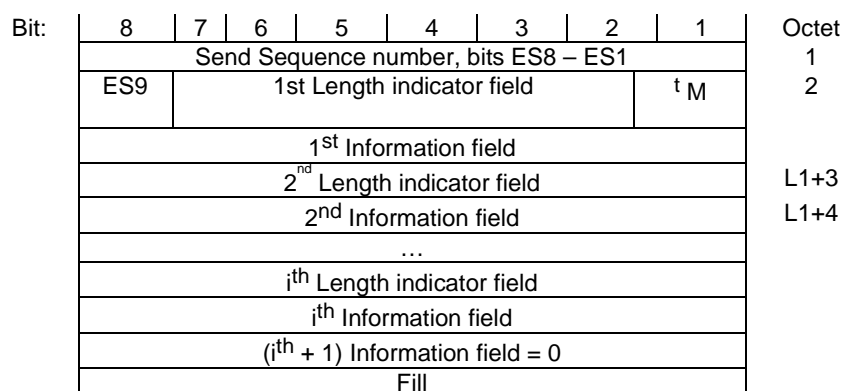 Bit: 8 7 6 5 4 3 2 1 Octet
Send Sequence number, bits ES8 – ES1 1
ES9 1st Length indicator field t M 2
1st Information field
2nd Length indicator field L1+3
2nd Information field L1+4
…
ith Length indicator field
ith Information field
(ith + 1) Information field = 0
Fill